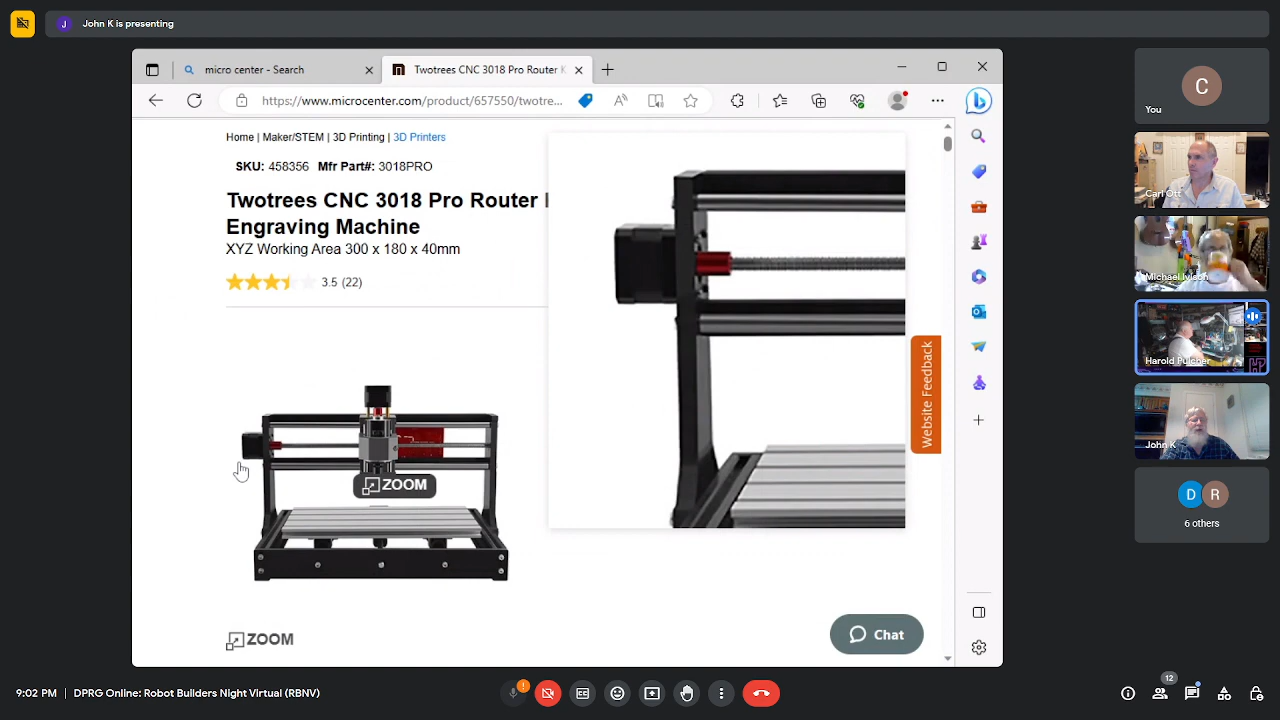 J
John K is presenting
micro center - Search
Twotrees CNC 3018 Pro Router K
https://www.microcenter.com/product/657550/twotre...
Home | Maker/STEM | 3D Printing | 3D Printers
SKU: 458356 Mfr Part#: 3018PRO
Twotrees CNC 3018 Pro Router
Engraving Machine
XYZ Working Area 300 x 180 x 40mm
3.5 (22)
ZOOM
ZOOM
Website Feedback
Chat
C
You
Carl Ott
Michael
Harold Pulcher
John K
D R
6 others
9:02 PM | DPRG Online: Robot Builders Night Virtual (RBNV)
12